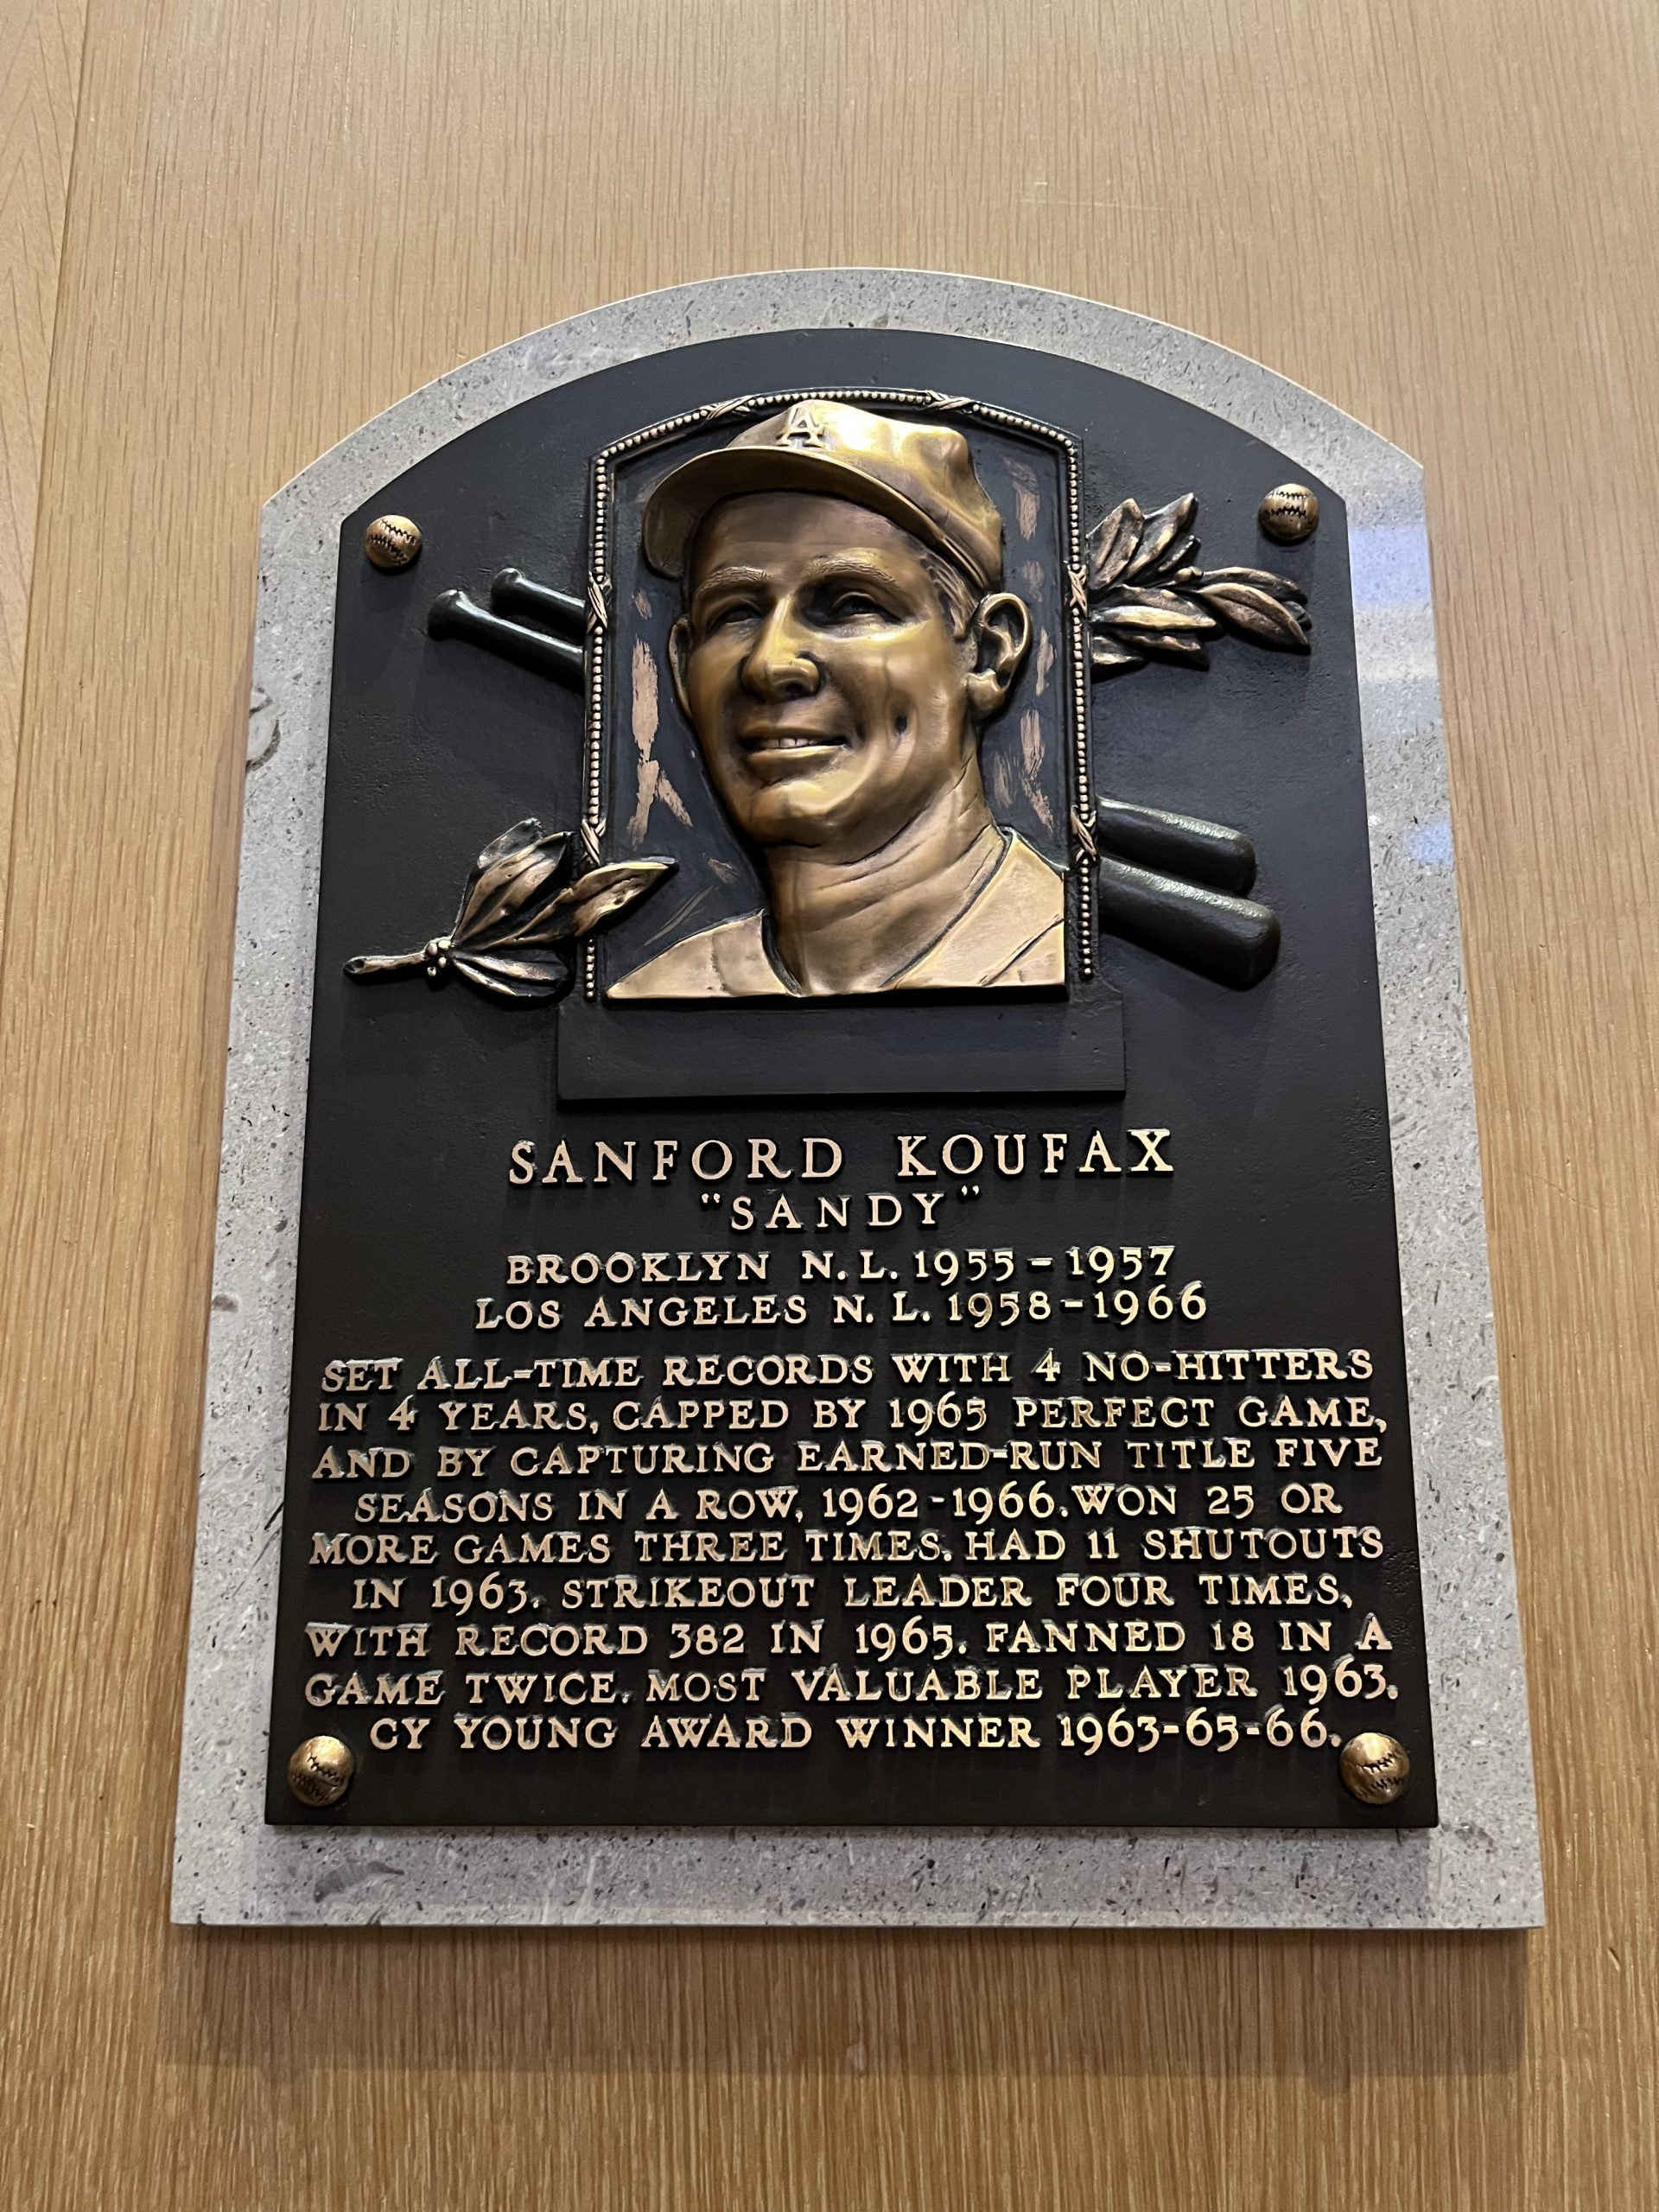 LA
SANFORD KOUFAX
"SANDY"
BROOKLYN N.L. 1955-1957
LOS ANGELES N.L. 1958-1966
SET ALL-TIME RECORDS WITH 4 NO-HITTERS
IN 4 YEARS, CAPPED BY 1965 PERFECT GAME,
AND BY CAPTURING EARNED-RUN TITLE FIVE
SEASONS IN A ROW, 1962-1966. WON 25 OR
MORE GAMES THREE TIMES. HAD 11 SHUTOUTS
IN 1963. STRIKEOUT LEADER FOUR TIMES,
WITH RECORD 382 IN 1965. FANNED 18 IN A
GAME TWICE. MOST VALUABLE PLAYER 1963.
CY YOUNG AWARD WINNER 1963-65-66.